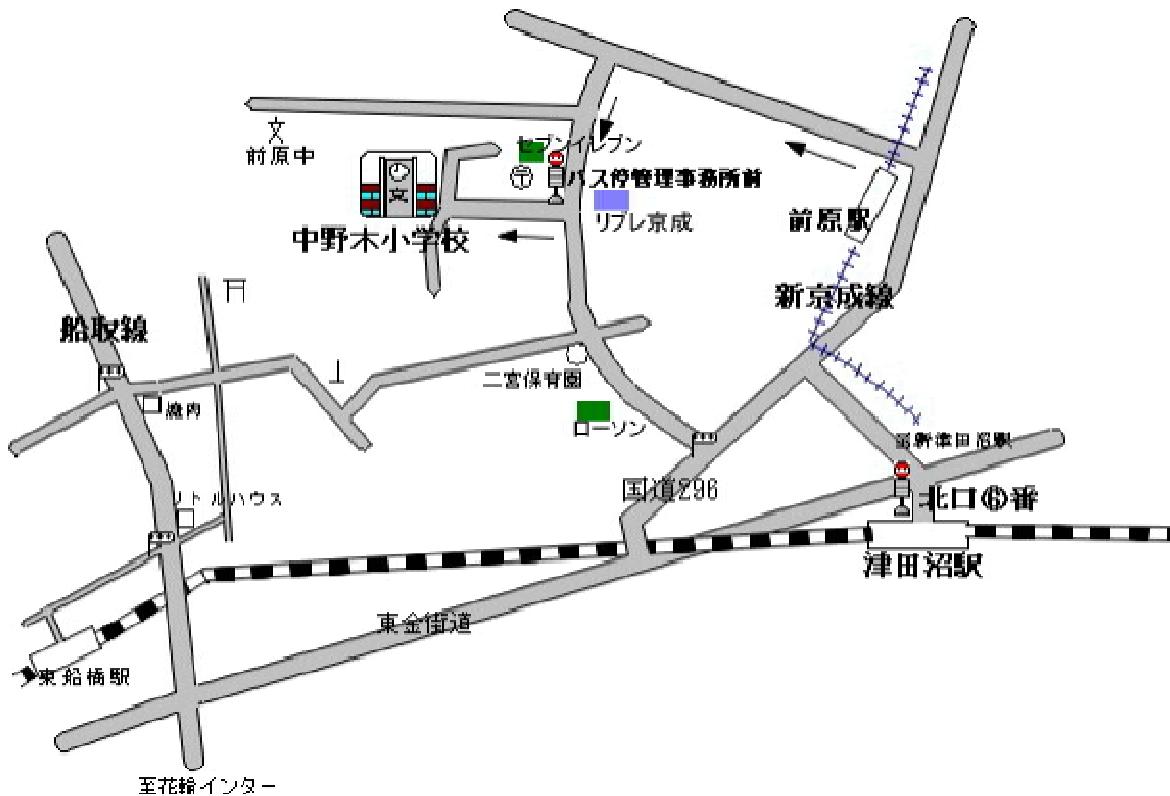 セブンイレブン
前原中
バス停管理事務所前
リブレ京成
前原駅
中野木小学校
新京成線
船取線
二宮保育園
ローソン
新津田沼駅
国道296
北口⑥番
リトルハウス
津田沼駅
東金街道
東船橋駅
至花輪インター